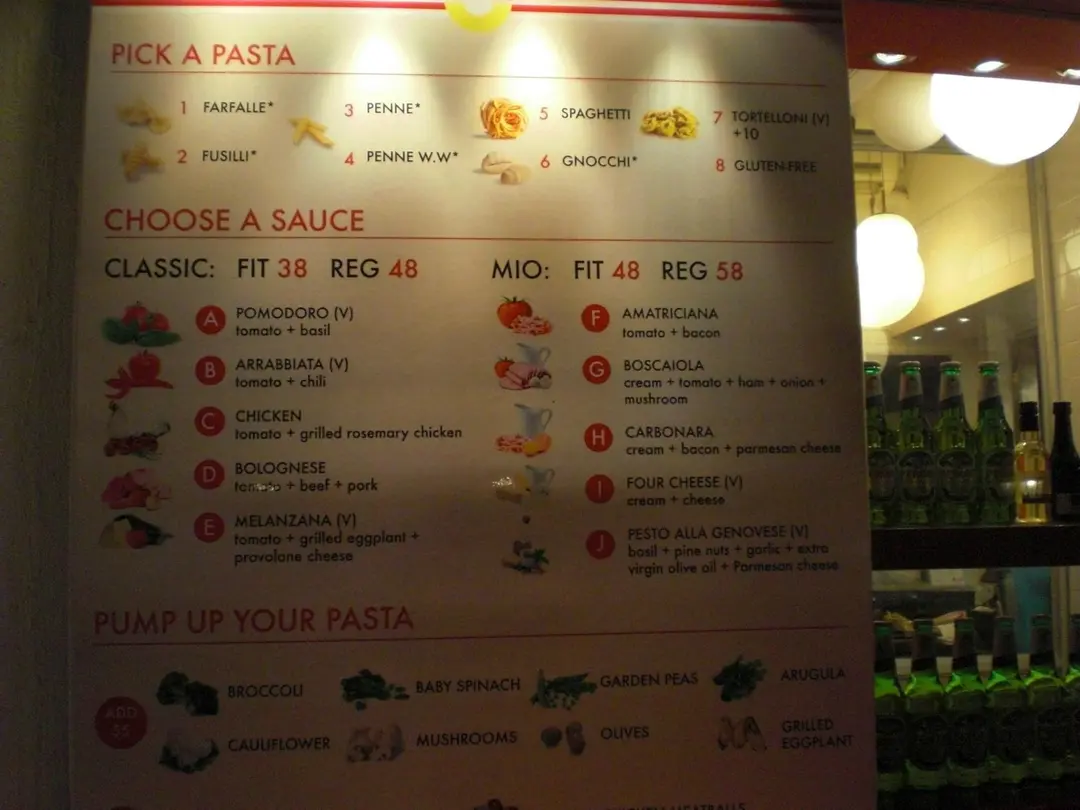 PICK A PASTA
1 FARFALLE*
2 FUSILLI*
3 PENNE*
4 PENNE W.W*
5 SPAGHETTI
6 GNOCCHI*
7 TORTELLONI (V)
+10
8 GLUTEN-FREE
CHOOSE A SAUCE
CLASSIC: FIT 38 REG 48
A POMODORO (V)
tomato + basil
B ARRABBIATA (V)
tomato + chili
C CHICKEN
tomato + grilled rosemary chicken
D BOLOGNESE
tomato + beef + pork
E MELANZANA (V)
tomato + grilled eggplant +
provolone cheese
MIO: FIT 48 REG 58
F AMATRICIANA
tomato + bacon
G BOSCAIOLA
cream + tomato + ham + onion +
mushroom
H CARBONARA
cream + bacon + parmesan cheese
I FOUR CHEESE (V)
cream + cheese
J PESTO ALLA GENOVESE (V)
basil + pine nuts + garlic + extra
virgin olive oil + Parmesan cheese
PUMP UP YOUR PASTA
ADD
BROCCOLI
BABY SPINACH
GARDEN PEAS
ARUGULA
CAULIFLOWER
MUSHROOMS
OLIVES
GRILLED
EGGPLANT
MEATBALLS